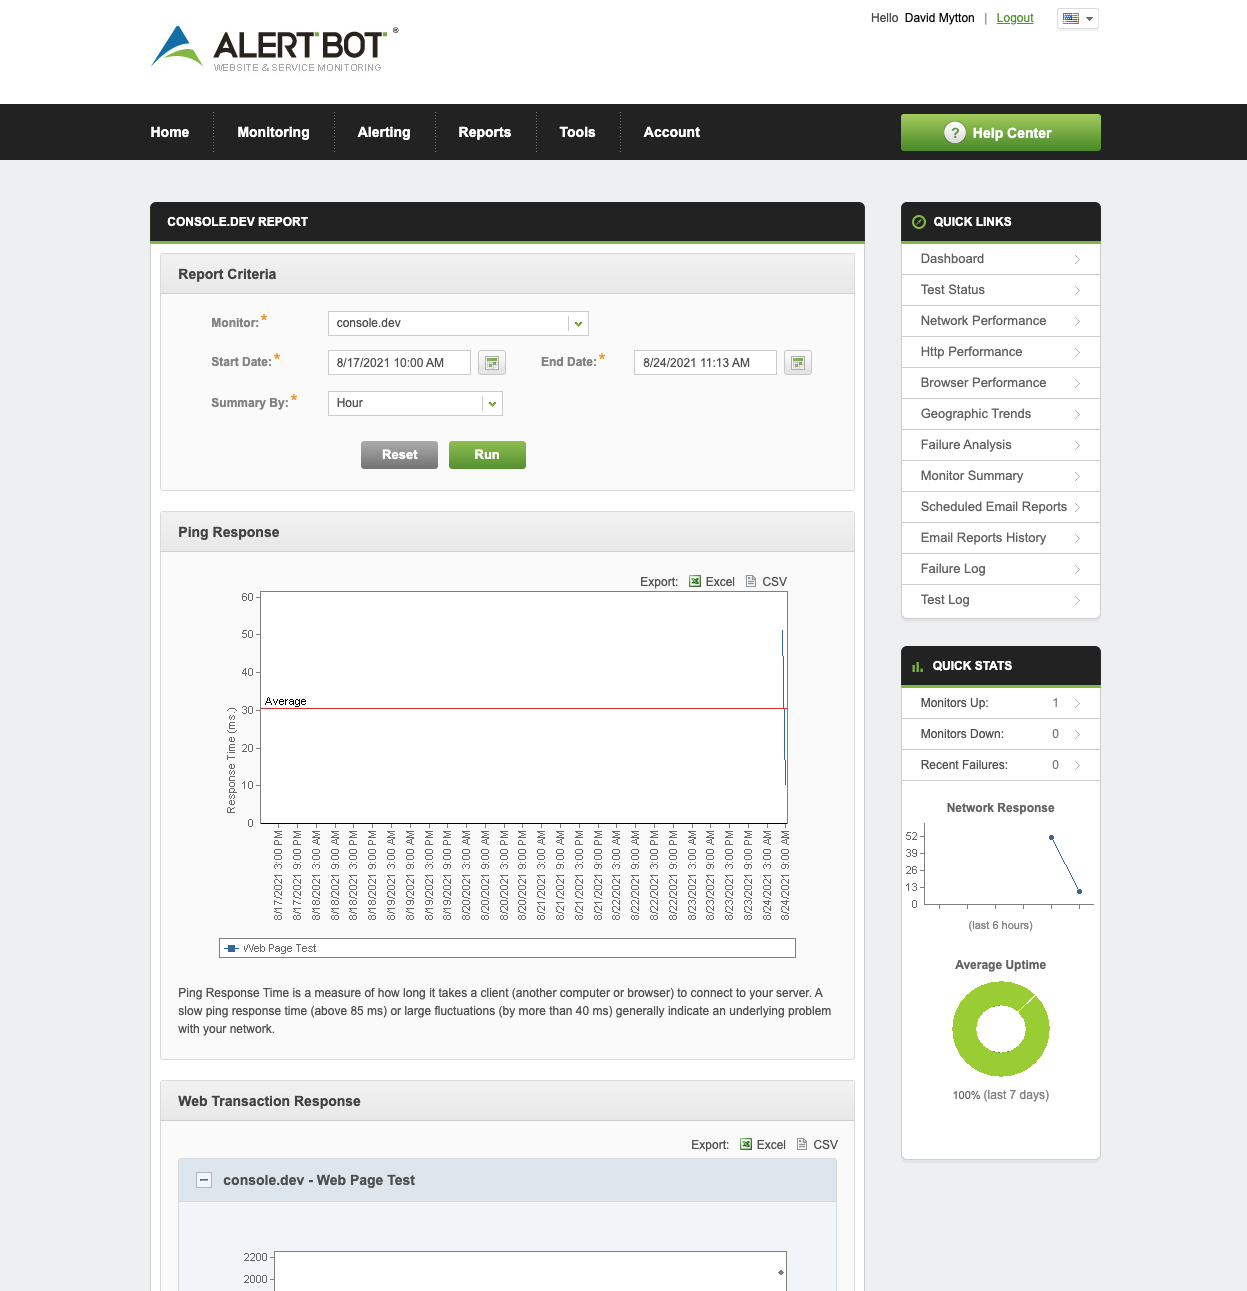 Hello David Mytton | Logout
ALERTBOT®
WEBSITE & SERVICE MONITORING
Home
Monitoring
Alerting
Reports
Tools
Account
? Help Center
CONSOLE.DEV REPORT
Report Criteria
Monitor:*
console.dev
Start Date:*
8/17/2021 10:00 AM
End Date:*
8/24/2021 11:13 AM
Summary By:*
Hour
Reset
Run
Ping Response
Export: Excel CSV
60
50
40
30
20
10
0
Response Time (ms.)
Average
8/17/2021 3:00 PM
8/17/2021 9:00 PM
8/18/2021 3:00 AM
8/18/2021 9:00 AM
8/18/2021 3:00 PM
8/18/2021 9:00 PM
8/19/2021 3:00 AM
8/19/2021 9:00 AM
8/19/2021 3:00 PM
8/19/2021 9:00 PM
8/20/2021 3:00 AM
8/20/2021 9:00 AM
8/20/2021 3:00 PM
8/20/2021 9:00 PM
8/21/2021 3:00 AM
8/21/2021 9:00 AM
8/21/2021 3:00 PM
8/21/2021 9:00 PM
8/22/2021 3:00 AM
8/22/2021 9:00 AM
8/22/2021 3:00 PM
8/22/2021 9:00 PM
8/23/2021 3:00 AM
8/23/2021 9:00 AM
8/23/2021 3:00 PM
8/23/2021 9:00 PM
8/24/2021 3:00 AM
8/24/2021 9:00 AM
Web Page Test
Ping Response Time is a measure of how long it takes a client (another computer or browser) to connect to your server. A
slow ping response time (above 85 ms) or large fluctuations (by more than 40 ms) generally indicate an underlying problem
with your network.
Web Transaction Response
Export: Excel CSV
console.dev - Web Page Test
2200
2000
QUICK LINKS
Dashboard
Test Status
Network Performance
Http Performance
Browser Performance
Geographic Trends
Failure Analysis
Monitor Summary
Scheduled Email Reports
Email Reports History
Failure Log
Test Log
QUICK STATS
Monitors Up: 1
Monitors Down: 0
Recent Failures: 0
Network Response
52
39
26
13
0
(last 6 hours)
Average Uptime
100% (last 7 days)